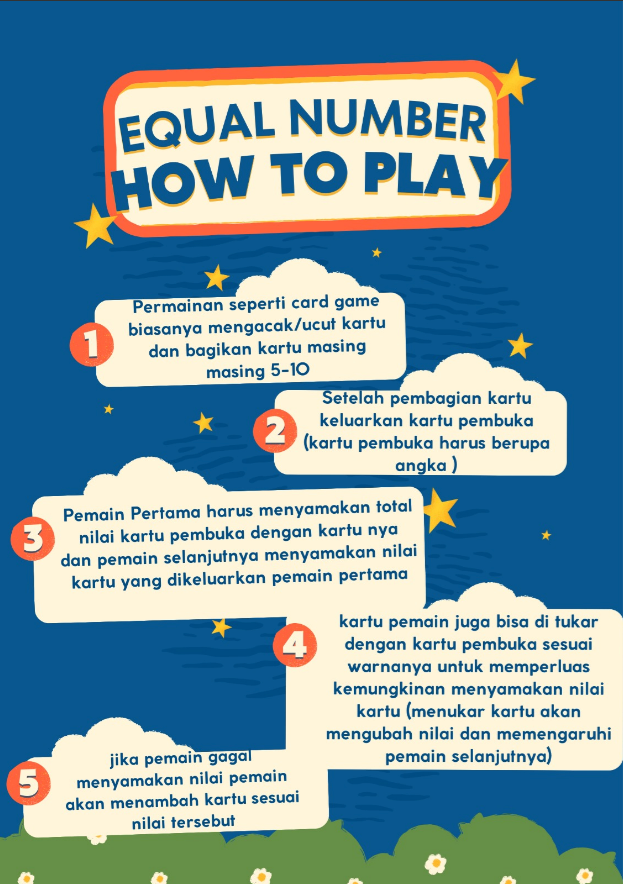 EQUAL NUMBER
HOW TO PLAY
1
Permainan seperti card game
biasanya mengacak/ucut kartu
dan bagikan kartu masing
masing 5-10
2
Setelah pembagian kartu
keluarkan kartu pembuka
(kartu pembuka harus berupa
angka )
3
Pemain Pertama harus menyamakan total
nilai kartu pembuka dengan kartu nya
dan pemain selanjutnya menyamakan nilai
kartu yang dikeluarkan pemain pertama
4
kartu pemain juga bisa di tukar
dengan kartu pembuka sesuai
warnanya untuk memperluas
kemungkinan menyamakan nilai
kartu (menukar kartu akan
mengubah nilai dan memengaruhi
pemain selanjutnya)
5
jika pemain gagal
menyamakan nilai pemain
akan menambah kartu sesuai
nilai tersebut